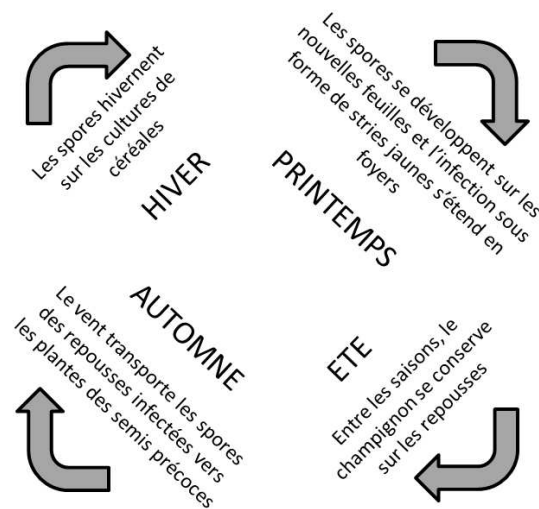 Les spores hivernent
sur les cultures de
céréales
HIVER
Les spores se développent sur les
nouvelles feuilles et l'infection sous
forme de stries jaunes s'étend en
foyers
PRINTEMPS
ETE
Entre les saisons, le
champignon se conserve
sur les repousses
AUTOMNE
Le vent transporte les spores
des repousses infectées vers
les plantes des semis précoces